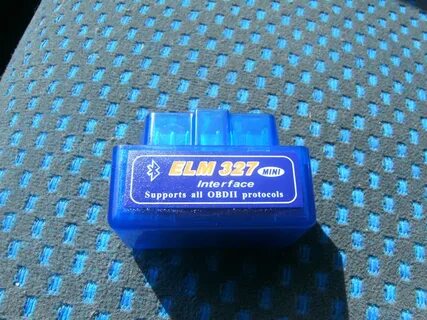 ELM 327 MINI
Interface
Supports all OBDII protocols